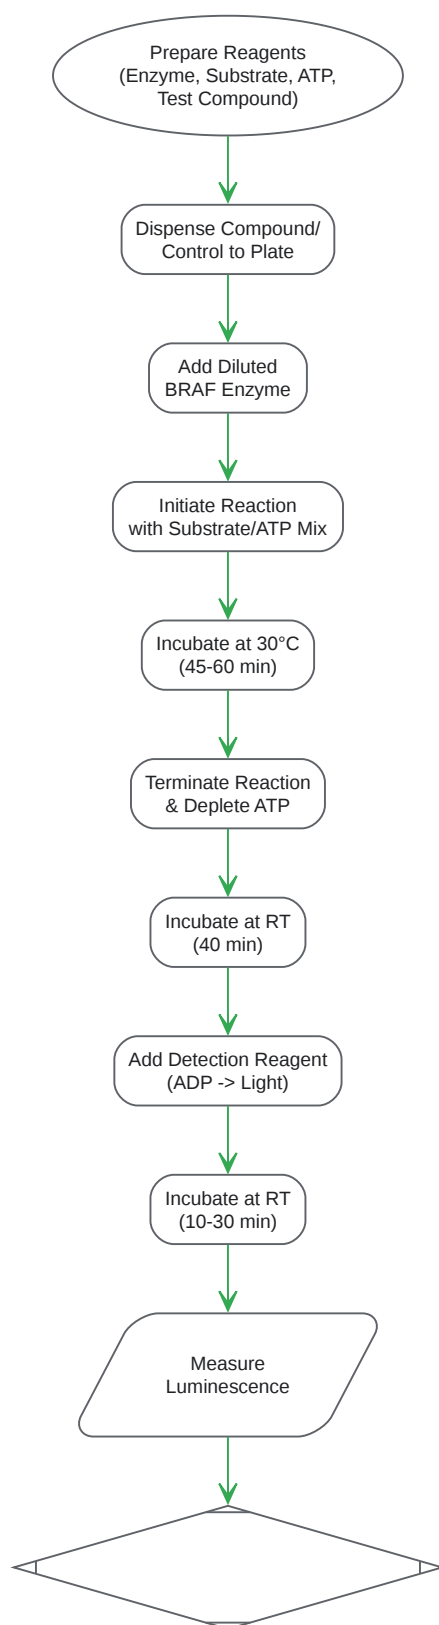 Prepare Reagents
(Enzyme, Substrate, ATP,
Test Compound)
Dispense Compound/
Control to Plate
Add Diluted
BRAF Enzyme
Initiate Reaction
with Substrate/ATP Mix
Incubate at 30°C
(45-60 min)
Terminate Reaction
& Deplete ATP
Incubate at RT
(40 min)
Add Detection Reagent
(ADP -> Light)
Incubate at RT
(10-30 min)
Measure
Luminescence